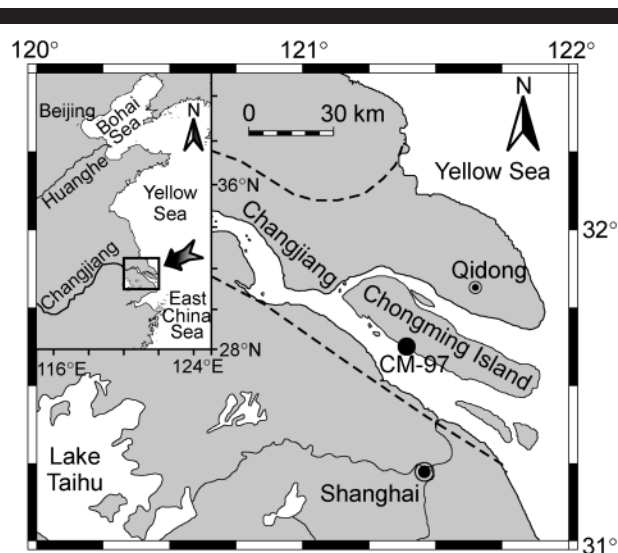 120°
121°
122°
N
Beijing
Bohai
Sea
Huanghe
Yellow
Sea
36°N
Changjiang
East
China
Sea
28°N
116°E
124°E
0
30 km
N
Yellow Sea
32°
Changjiang
Qidong
Chongming Island
CM-97
Lake
Taihu
Shanghai
31°